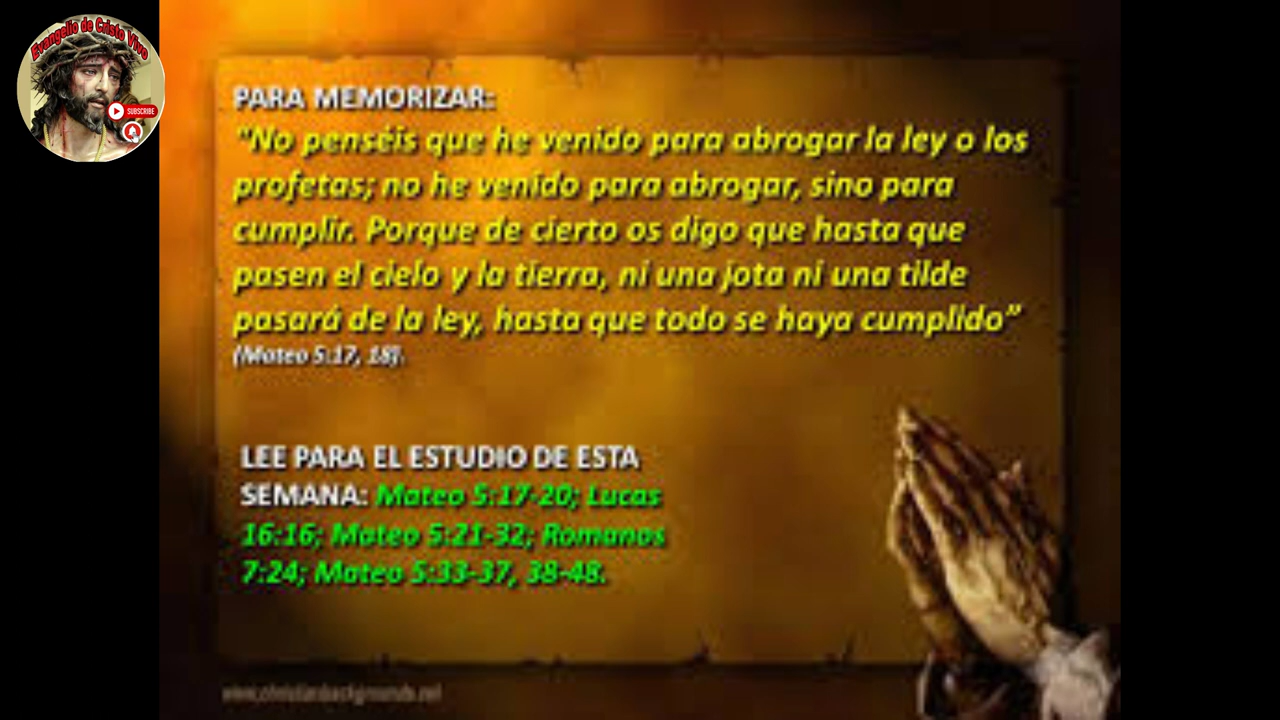 Evangelio de Cristo Vivo
SUBSCRIBE
PARA MEMORIZAR:
“No penséis que he venido para abrogar la ley o los
profetas; no he venido para abrogar, sino para
cumplir. Porque de cierto os digo que hasta que
pasen el cielo y la tierra, ni una jota ni una tilde
pasará de la ley, hasta que todo se haya cumplido”
(Mateo 5:17, 18).
LEE PARA EL ESTUDIO DE ESTA
SEMANA: Mateo 5:17-20; Lucas
16:16; Mateo 5:21-32; Romanos
7:24; Mateo 5:33-37, 38-48.
www.christianbackgrounds.net